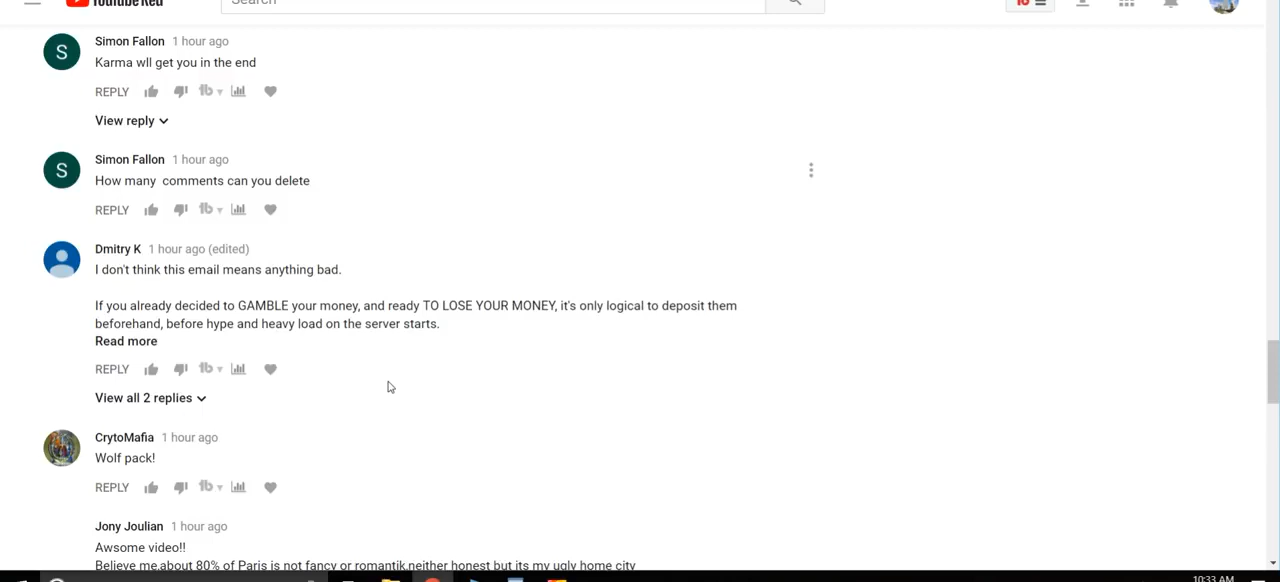 YouTube Red
Search
Simon Fallon 1 hour ago
Karma wll get you in the end
REPLY
View reply
S
Simon Fallon 1 hour ago
How many  comments can you delete
REPLY
S
Dmitry K 1 hour ago (edited)
I don't think this email means anything bad.
If you already decided to GAMBLE your money, and ready TO LOSE YOUR MONEY, it's only logical to deposit them
beforehand, before hype and heavy load on the server starts.
Read more
REPLY
View all 2 replies
CrytoMafia 1 hour ago
Wolf pack!
REPLY
Jony Joulian 1 hour ago
Awsome video!!
Believe me,about 80% of Paris is not fancy or romantik,neither honest but its my ugly home city
10:33 AM